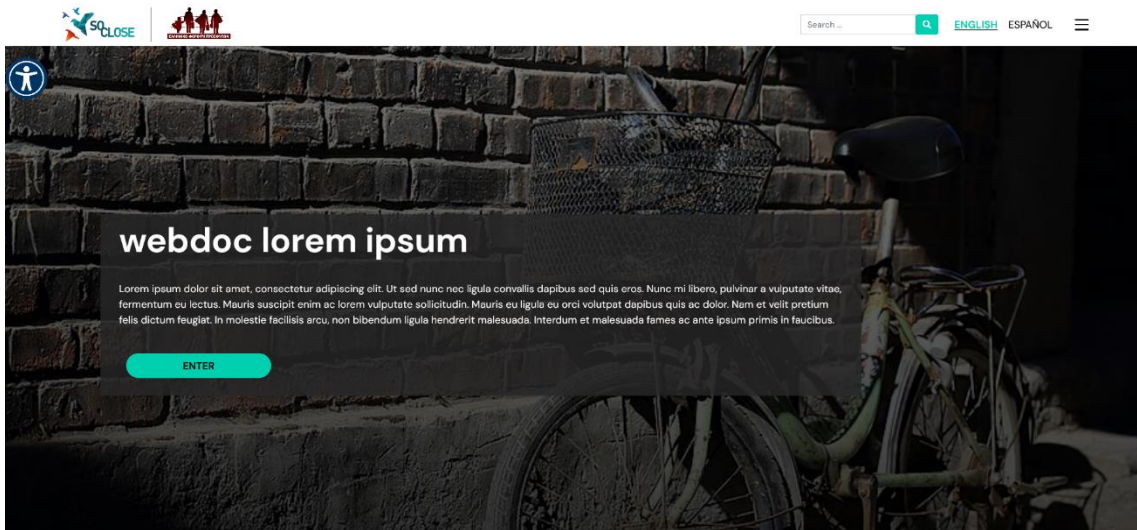 SO CLOSE
Search ...
ENGLISH ESPAÑOL
webdoc lorem ipsum
Lorem ipsum dolor sit amet, consectetur adipiscing elit. Ut sed nunc nec ligula convallis dapibus sed quis eros. Nunc mi libero, pulvinar a vulputate vitae,
fermentum eu lectus. Mauris suscipit enim ac lorem vulputate sollicitudin. Mauris eu ligula eu orci volutpat dapibus quis ac dolor. Nam et velit pretium
felis dictum feugiat. In molestie facilisis arcu, non bibendum ligula hendrerit malesuada. Interdum et malesuada fames ac ante ipsum primis in faucibus.
ENTER